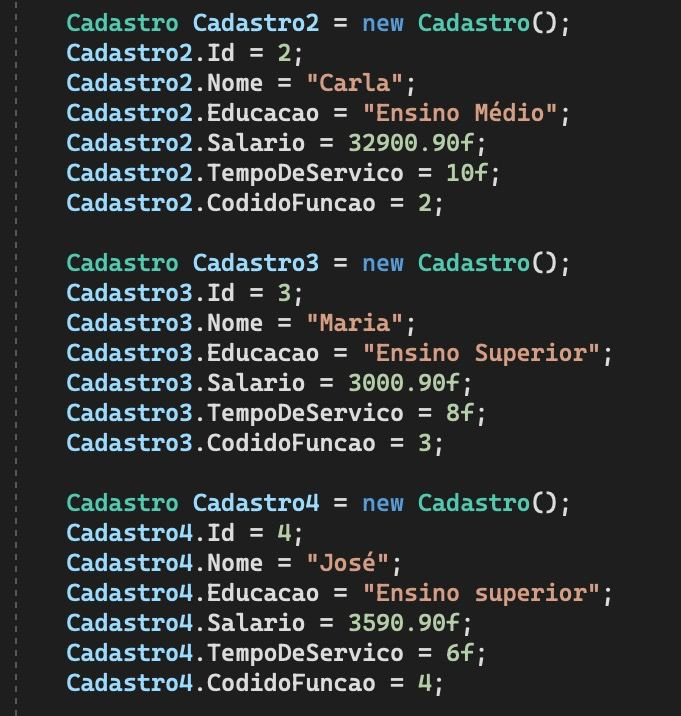 Cadastro Cadastro2 = new Cadastro();
Cadastro2.Id = 2;
Cadastro2.Nome = "Carla";
Cadastro2.Educacao = "Ensino Médio";
Cadastro2.Salario = 32900.90f;
Cadastro2.TempoDeServico = 10f;
Cadastro2.CodidoFuncao = 2;
Cadastro Cadastro3 = new Cadastro();
Cadastro3.Id = 3;
Cadastro3.Nome = "Maria";
Cadastro3.Educacao = "Ensino Superior";
Cadastro3.Salario = 3000.90f;
Cadastro3.TempoDeServico = 8f;
Cadastro3.CodidoFuncao = 3;
Cadastro Cadastro4 = new Cadastro();
Cadastro4.Id = 4;
Cadastro4.Nome = "José";
Cadastro4.Educacao = "Ensino superior";
Cadastro4.Salario = 3590.90f;
Cadastro4.TempoDeServico = 6f;
Cadastro4.CodidoFuncao = 4;